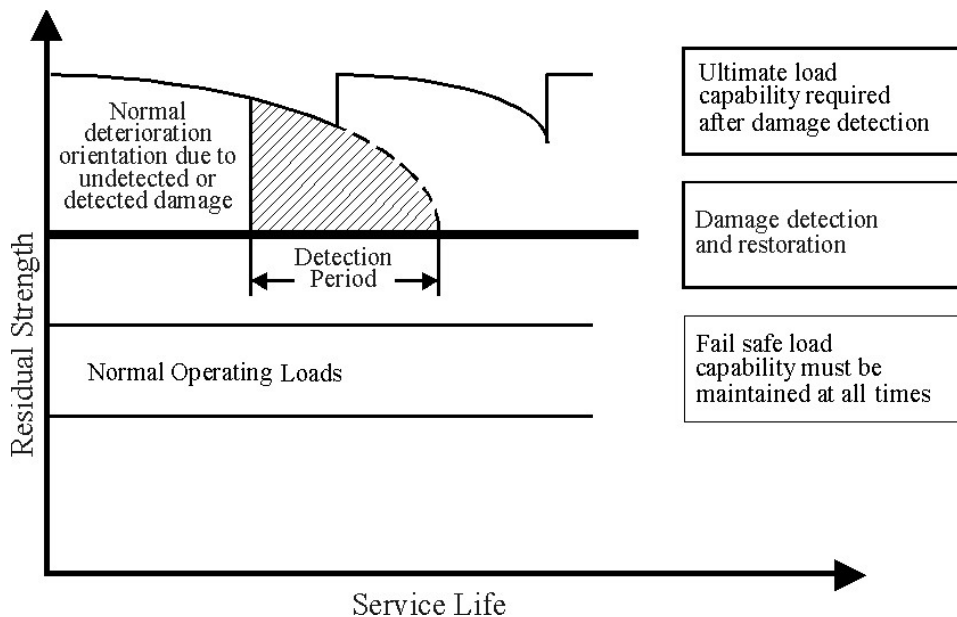 Normal
deterioration
orientation due to
undetected or
detected damage
Detection
Period
Normal Operating Loads
Residual Strength
Service Life
Ultimate load
capability required
after damage detection
Damage detection
and restoration
Fail safe load
capability must be
maintained at all times